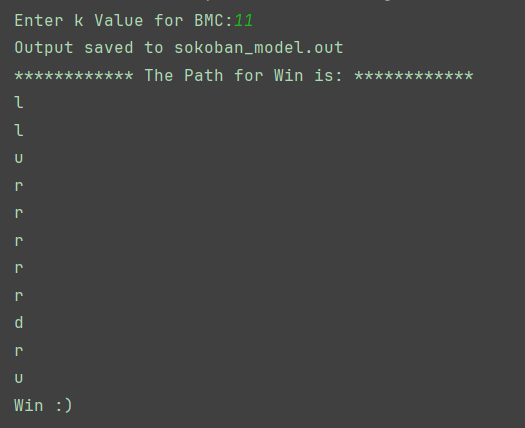 Enter k Value for BMC:11
Output saved to sokoban_model.out
************ The Path for Win is: ************
l
l
u
r
r
r
r
r
d
r
u
Win :)